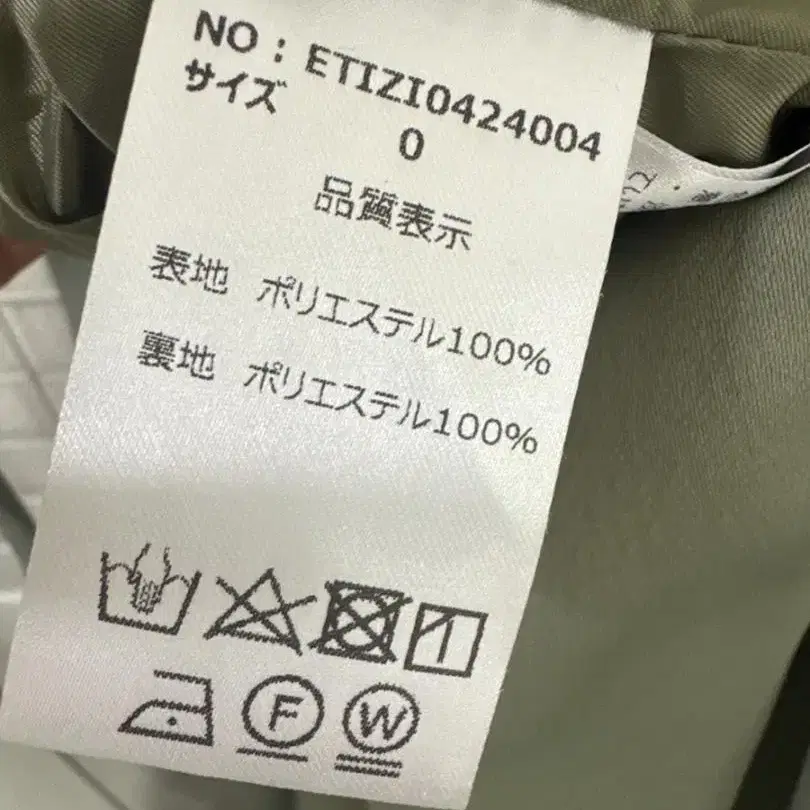 NO : ETIZI0424004
サイズ
0
品質表示
表地 ポリエステル100%
裏地 ポリエステル100%
F W